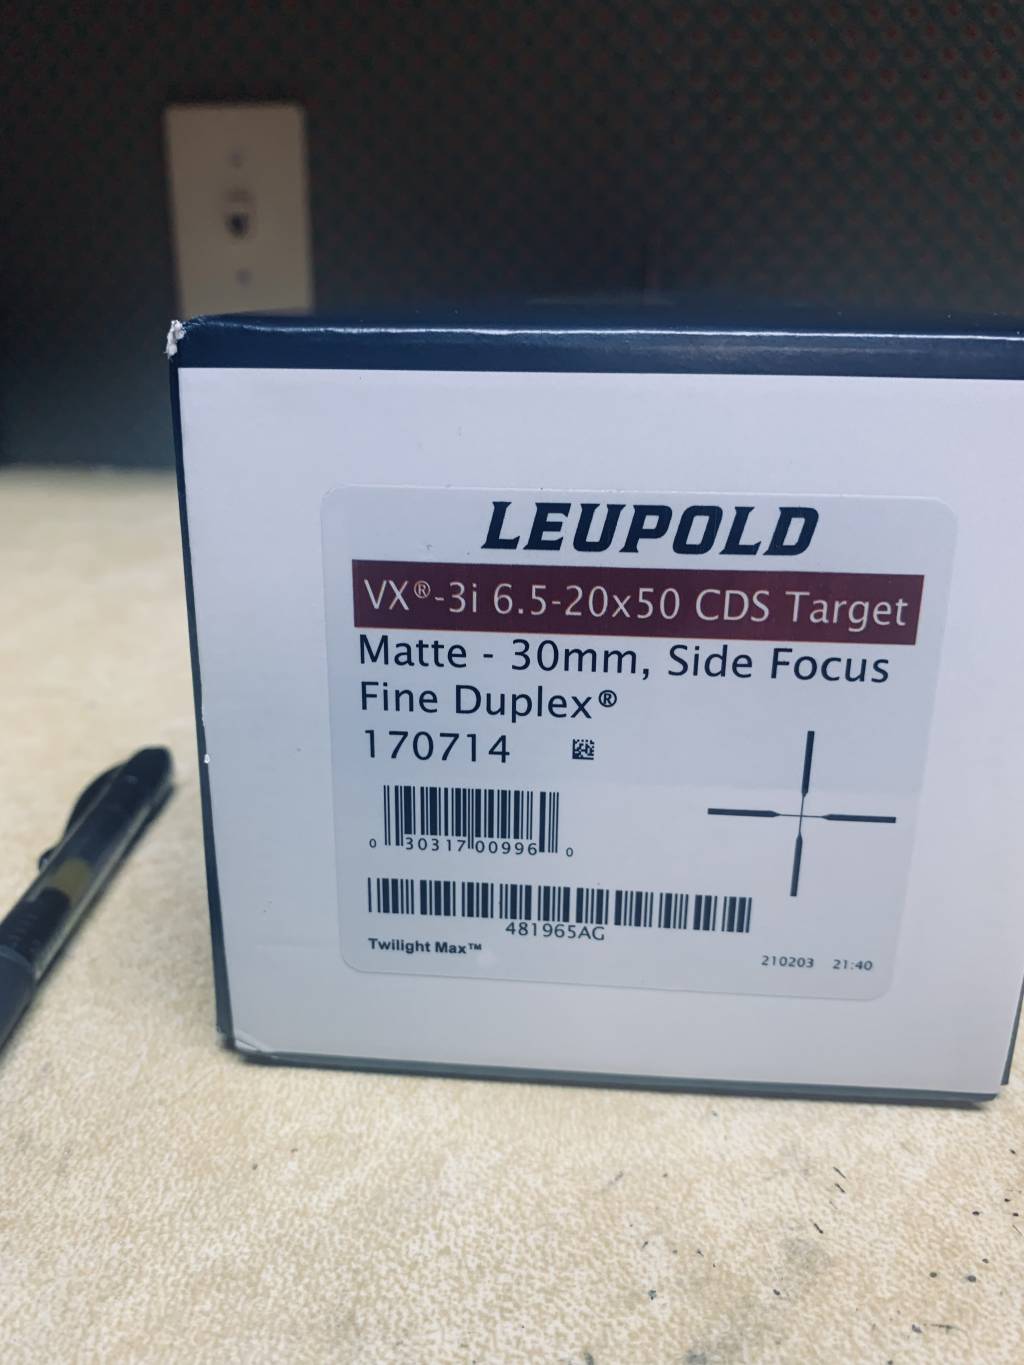 LEUPOLD
VX®-3i 6.5-20x50 CDS Target
Matte - 30mm, Side Focus
Fine Duplex®
170714
0 30317 00996 0
481965AG
Twilight Max™
210203 21:40